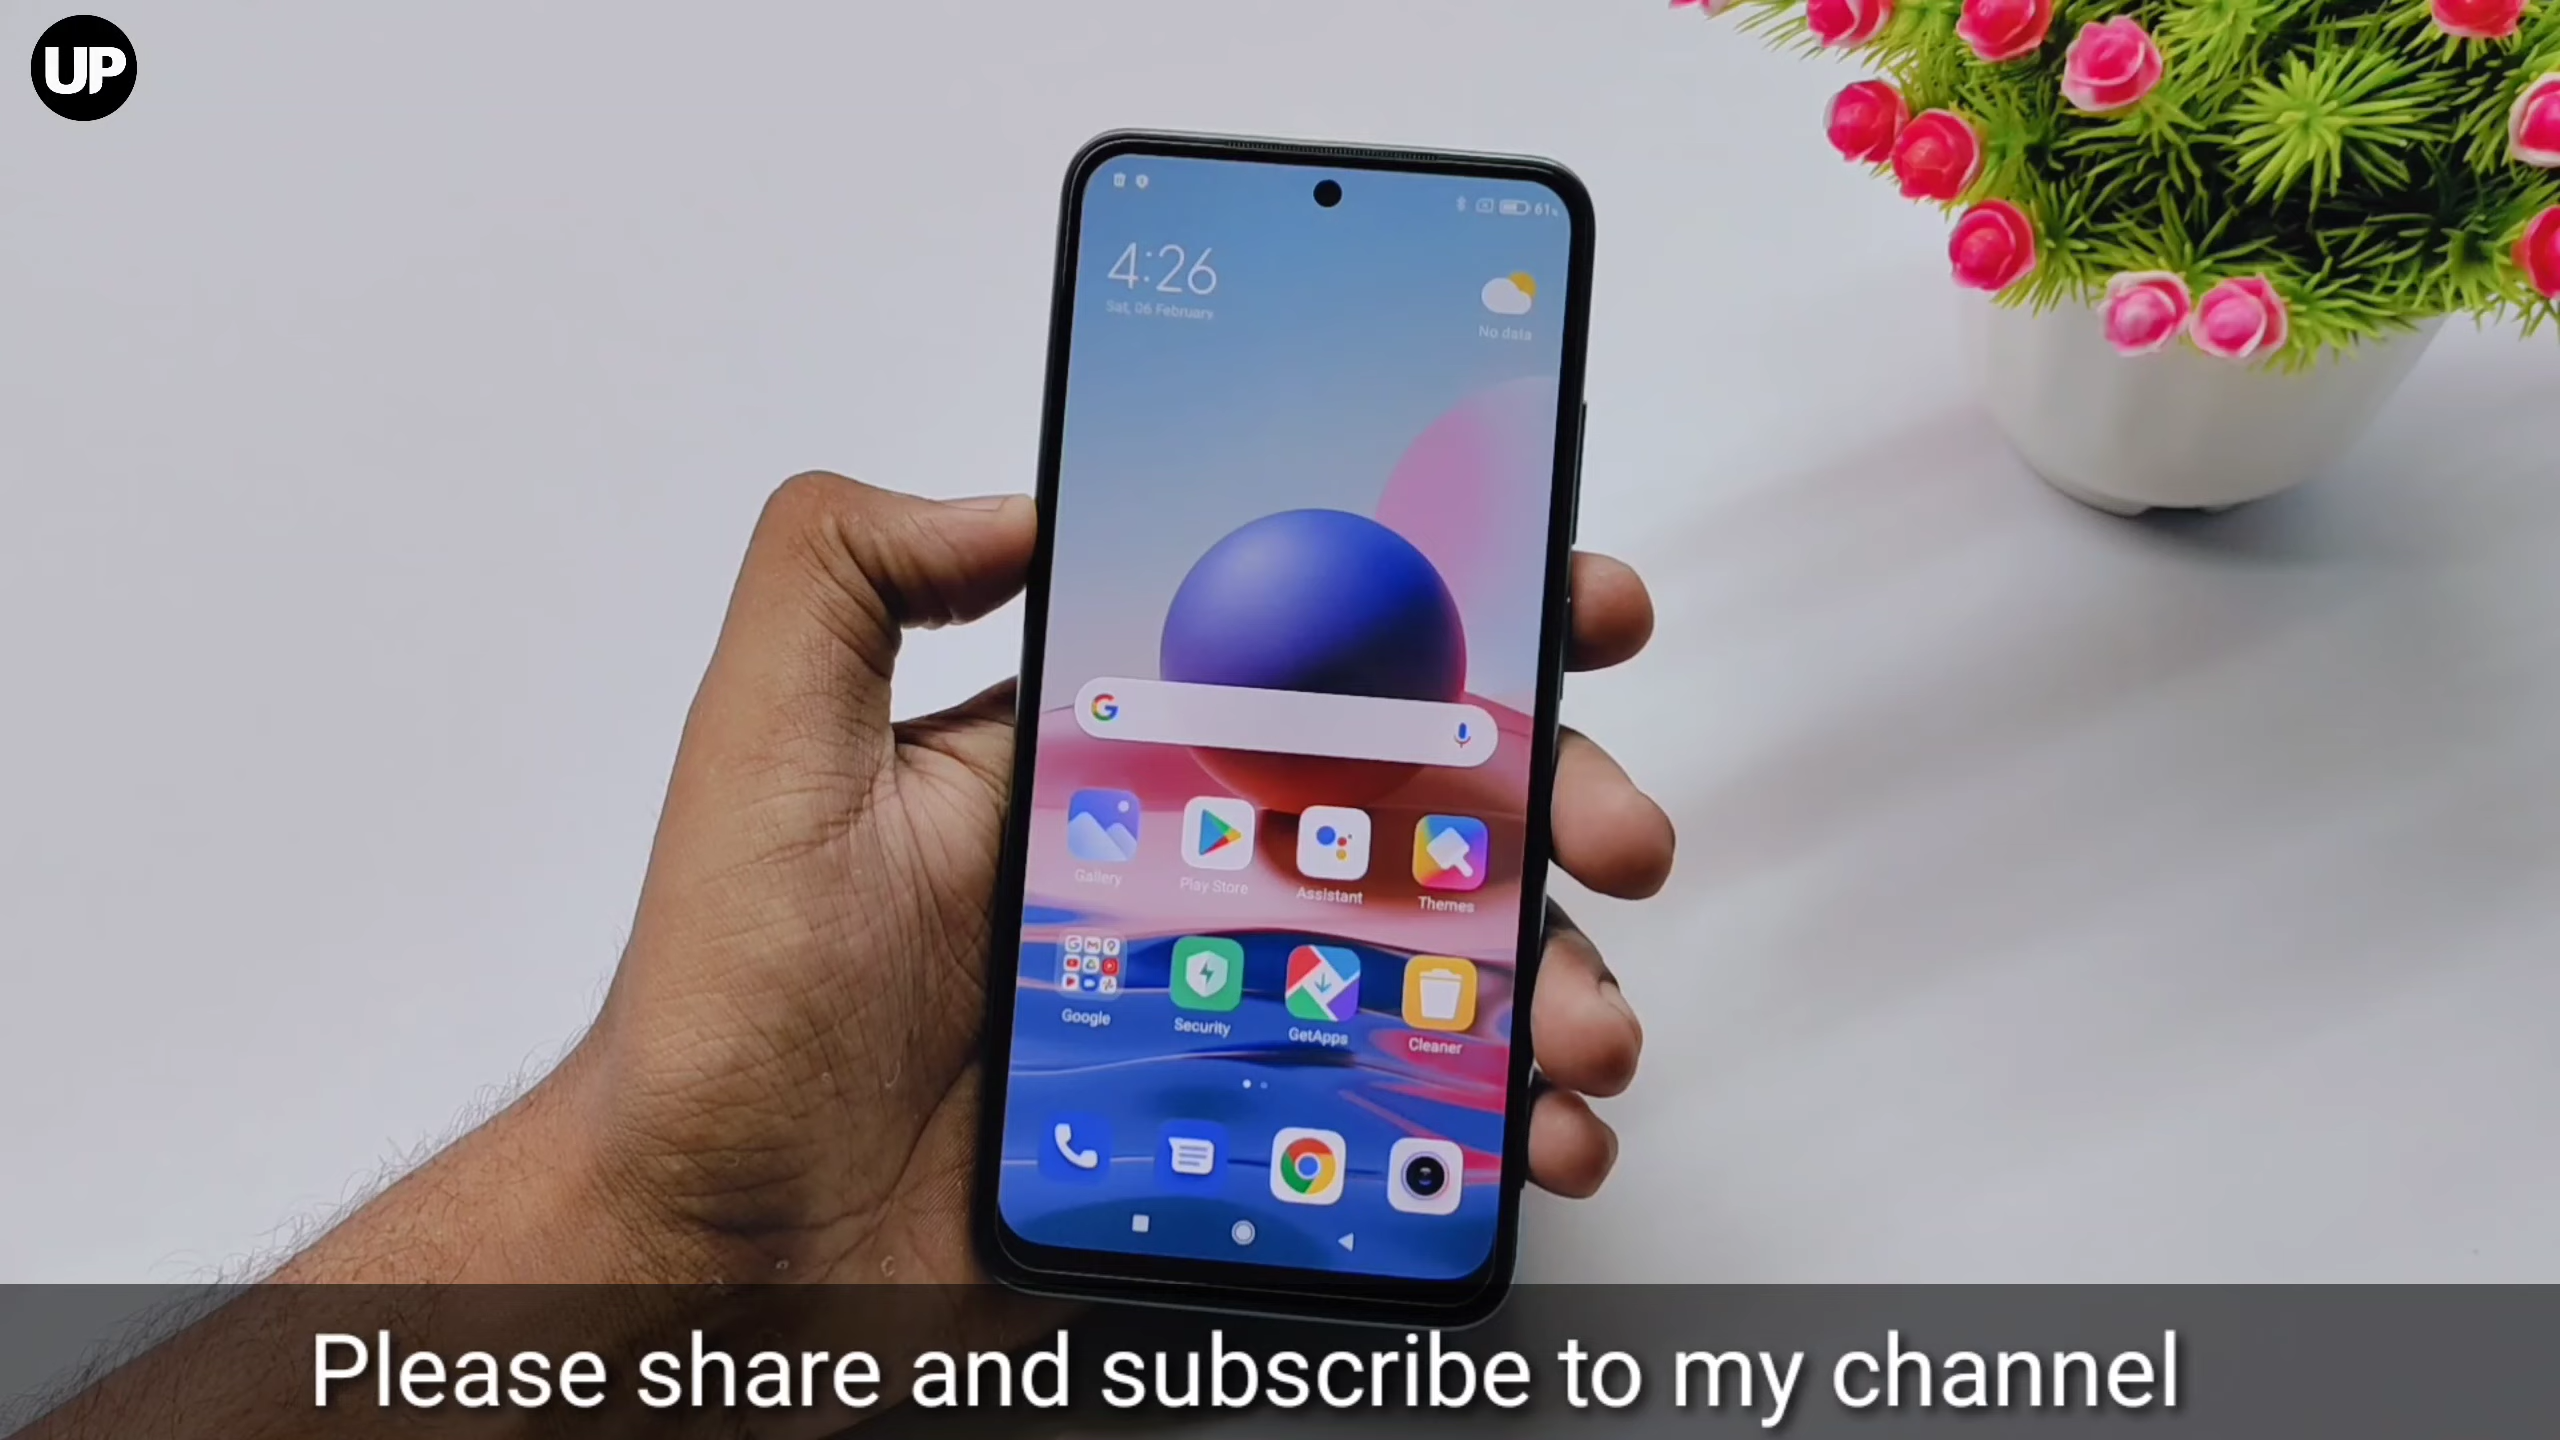 UP
61%
4:26
Sat, 06 February
No data
Gallery
Play Store
Assistant
Themes
Google
Security
GetApps
Cleaner
Please share and subscribe to my channel